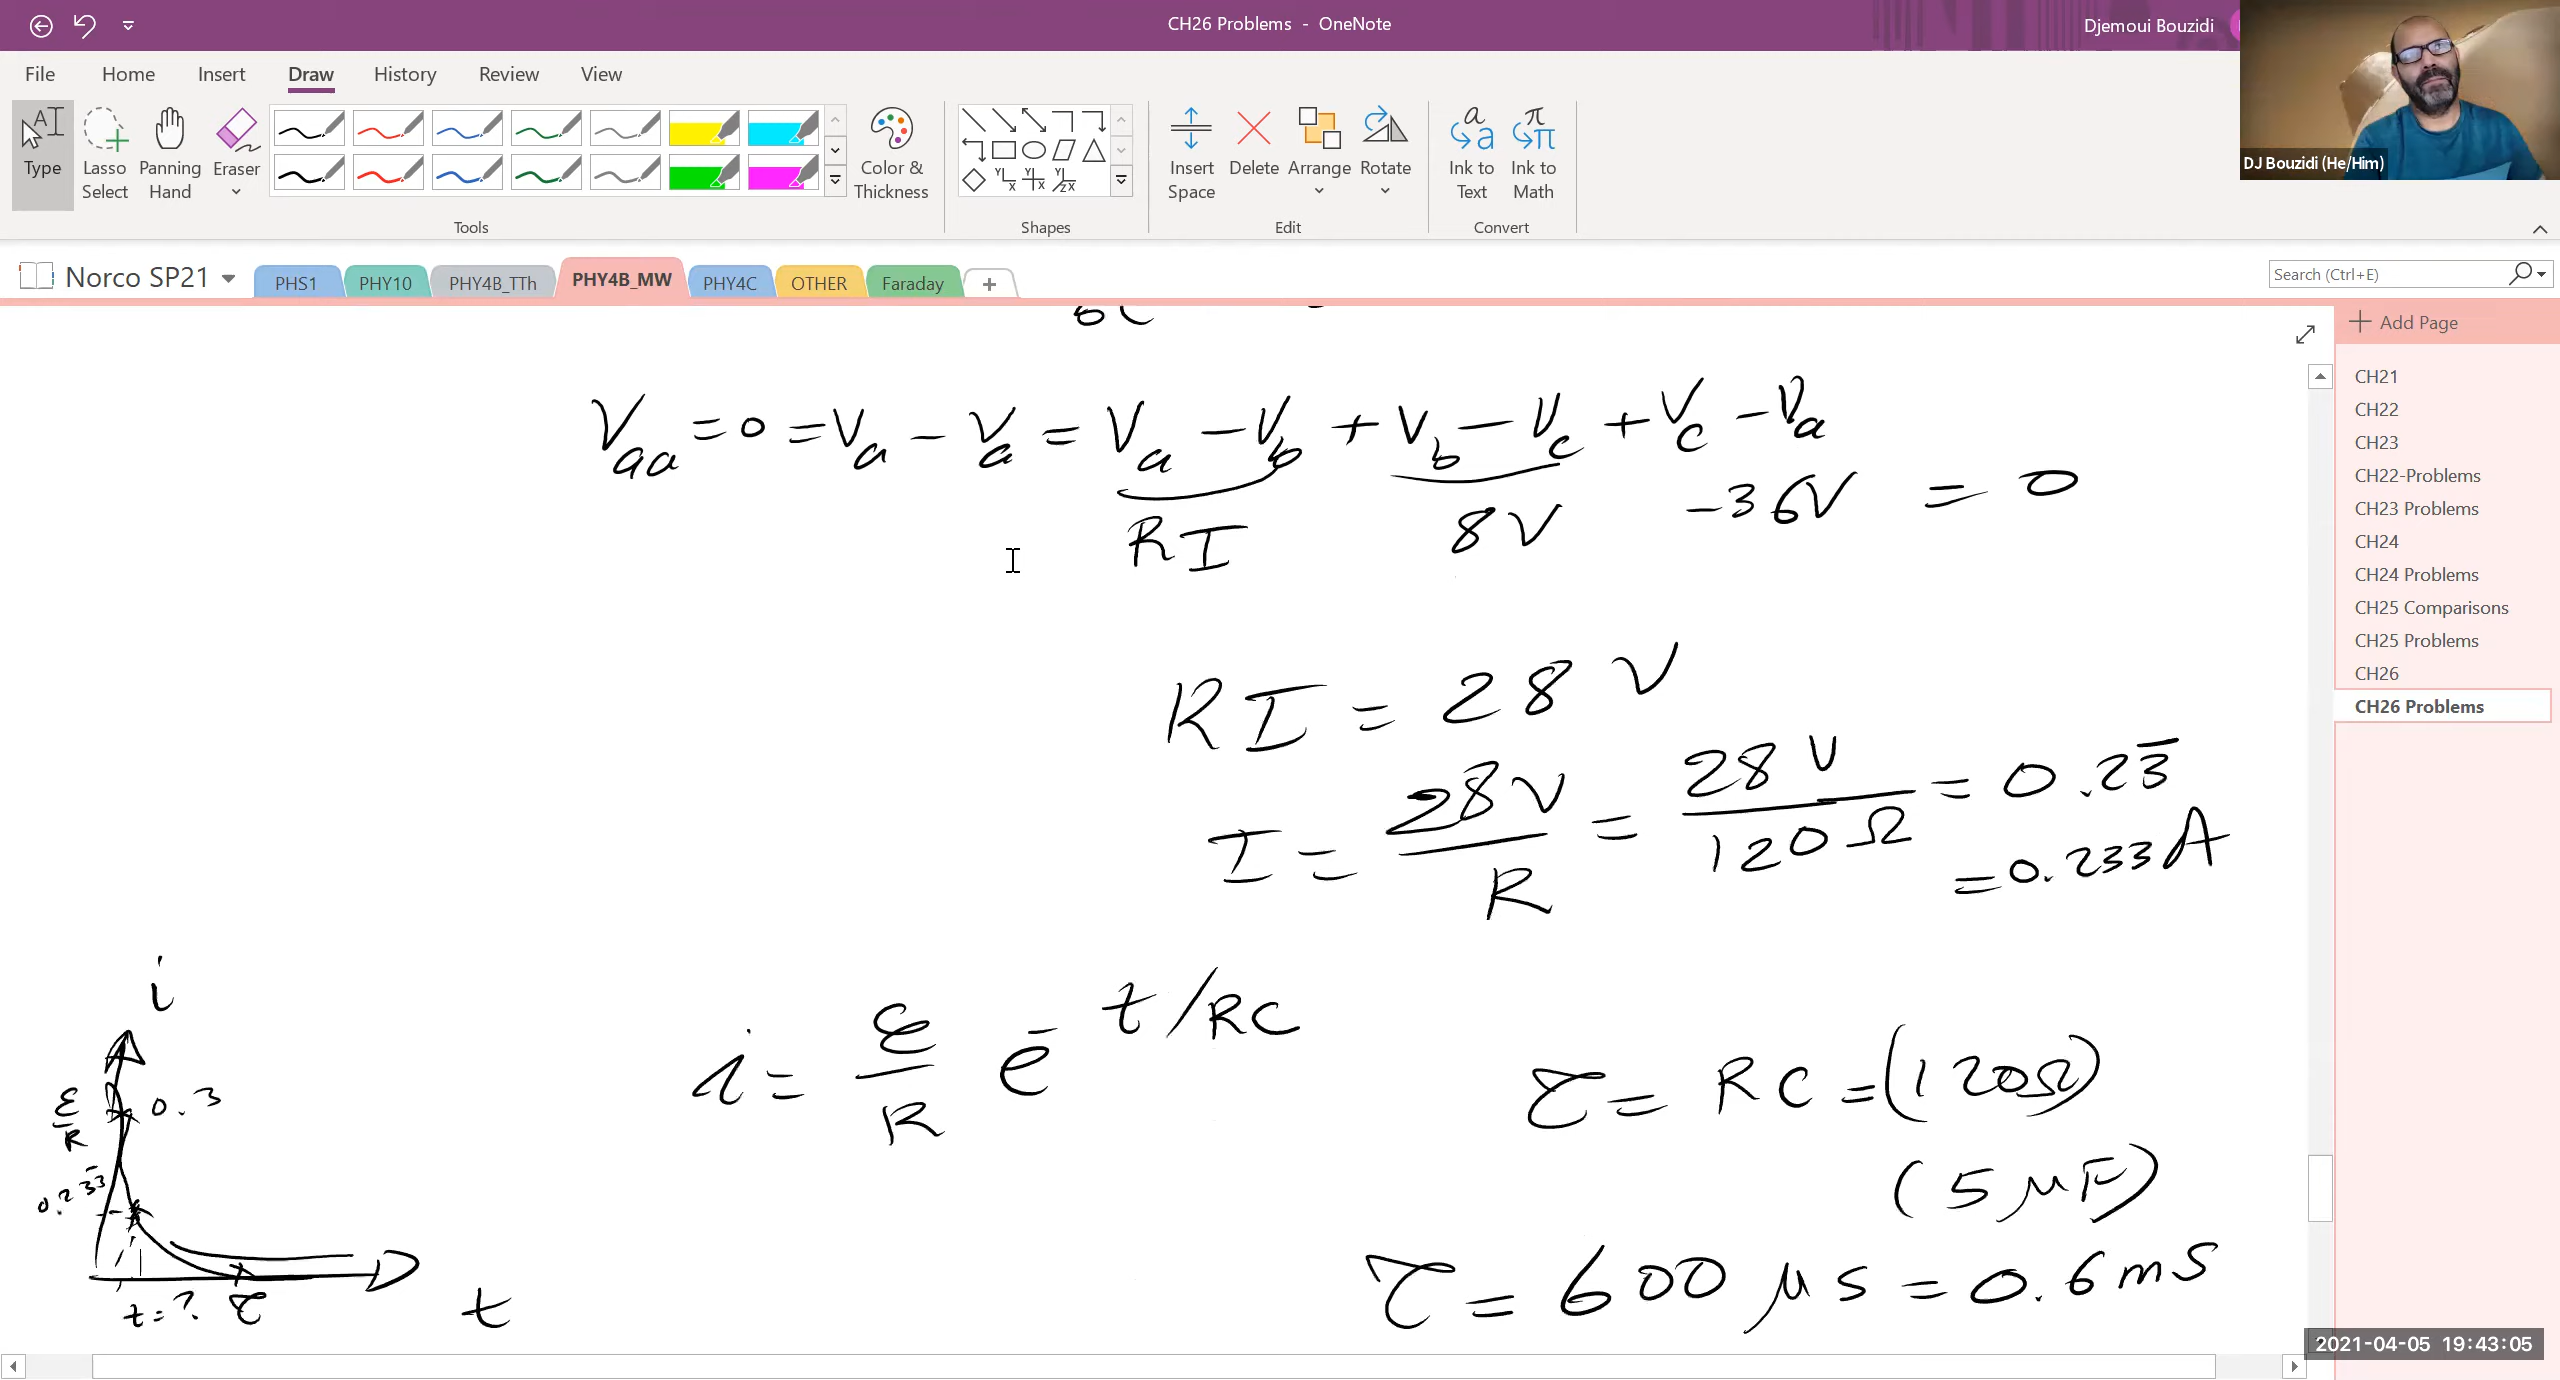 CH26 Problems - OneNote
Djemoui Bouzidi
File Home Insert Draw History Review View
Type
Lasso Select
Panning Hand
Eraser
Color & Thickness
Insert Space
Delete
Arrange
Rotate
Ink to Text
Ink to Math
Tools
Shapes
Edit
Convert
DJ Bouzidi (He/Him)
Norco SP21
PHS1 PHY10 PHY4B_TTh PHY4B_MW PHY4C OTHER Faraday +
Search (Ctrl+E)
Add Page
CH21
CH22
CH23
CH22-Problems
CH23 Problems
CH24
CH24 Problems
CH25 Comparisons
CH25 Problems
CH26
CH26 Problems
Vaa = 0 = Va - Va = Va - Vb + Vb - Vc + Vc - Va
RI 8V -36V = 0
RI = 28 V
I = 28V/R = 28 V/120Ω = 0.23̅
= 0.233A
i
ε/R 0.3
0.233̅
t = ? τ
t
i = ε/R e^-t/RC
τ = RC = (120Ω)
(5 μF)
τ = 600 μs = 0.6ms
2021-04-05 19:43:05